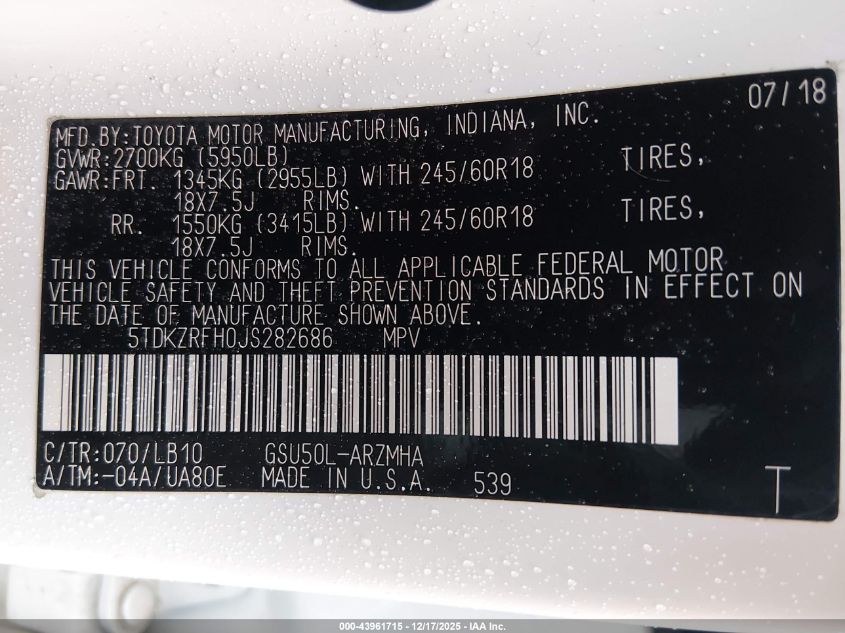 07/18
MFD.BY:TOYOTA MOTOR MANUFACTURING, INDIANA, INC.
GVWR:2700KG (5950LB)
GAWR:FRT. 1345KG (2955LB) WITH 245/60R18 TIRES,
18X7.5J RIMS.
RR. 1550KG (3415LB) WITH 245/60R18 TIRES,
18X7.5J RIMS.
THIS VEHICLE CONFORMS TO ALL APPLICABLE FEDERAL MOTOR
VEHICLE SAFETY AND THEFT PREVENTION STANDARDS IN EFFECT ON
THE DATE OF MANUFACTURE SHOWN ABOVE.
5TDKZRFH0JS282686 MPV
C/TR:070/LB10 GSU50L-ARZMHA
A/TM:-04A/UA80E MADE IN U.S.A. 539
T
000-43961715 - 12/17/2025 - IAA Inc.